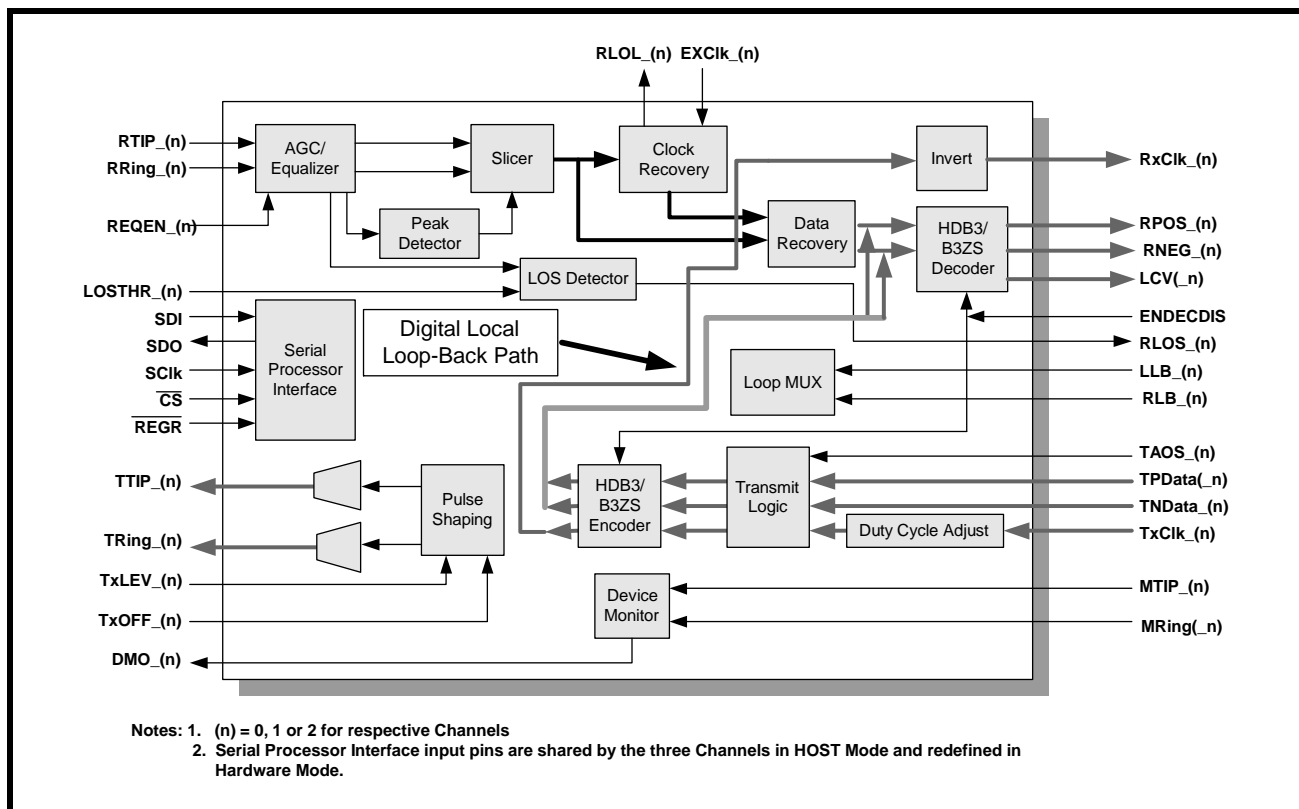 RLOL_(n) EXClk_(n)
RTIP_(n)
RRing_(n)
REQEN_(n)
LOSTHR_(n)
SDI
SDO
SClk
CS
REGR
TTIP_(n)
TRing_(n)
TxLEV_(n)
TxOFF_(n)
DMO_(n)
AGC/
Equalizer
Slicer
Peak
Detector
LOS Detector
Clock
Recovery
Data
Recovery
Invert
HDB3/
B3ZS
Decoder
Serial
Processor
Interface
Digital Local
Loop-Back Path
Loop MUX
Pulse
Shaping
HDB3/
B3ZS
Encoder
Transmit
Logic
Duty Cycle Adjust
Device
Monitor
RxClk_(n)
RPOS_(n)
RNEG_(n)
LCV(_n)
ENDECDIS
RLOS_(n)
LLB_(n)
RLB_(n)
TAOS_(n)
TPData(_n)
TNData_(n)
TxClk_(n)
MTIP_(n)
MRing(_n)
Notes: 1. (n) = 0, 1 or 2 for respective Channels
2. Serial Processor Interface input pins are shared by the three Channels in HOST Mode and redefined in
Hardware Mode.